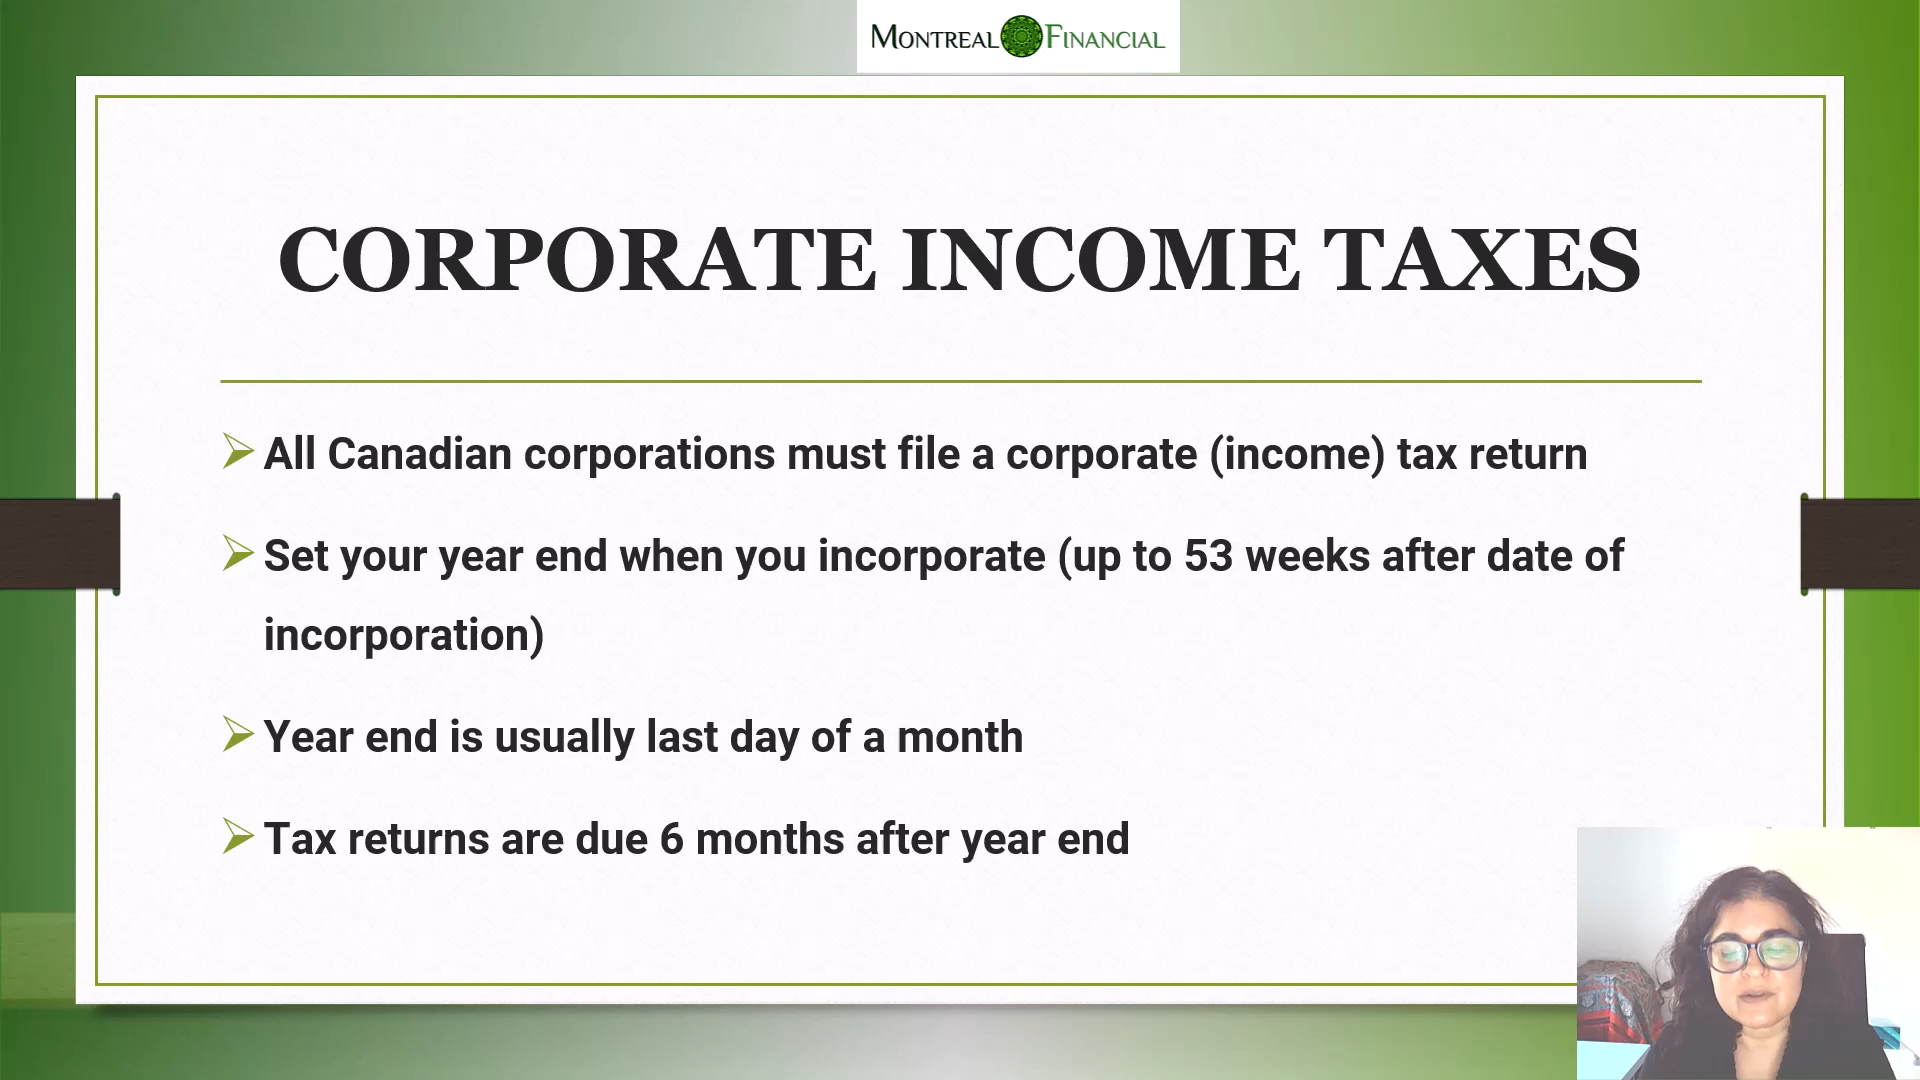 MONTREAL FINANCIAL
CORPORATE INCOME TAXES
All Canadian corporations must file a corporate (income) tax return
Set your year end when you incorporate (up to 53 weeks after date of
incorporation)
Year end is usually last day of a month
Tax returns are due 6 months after year end